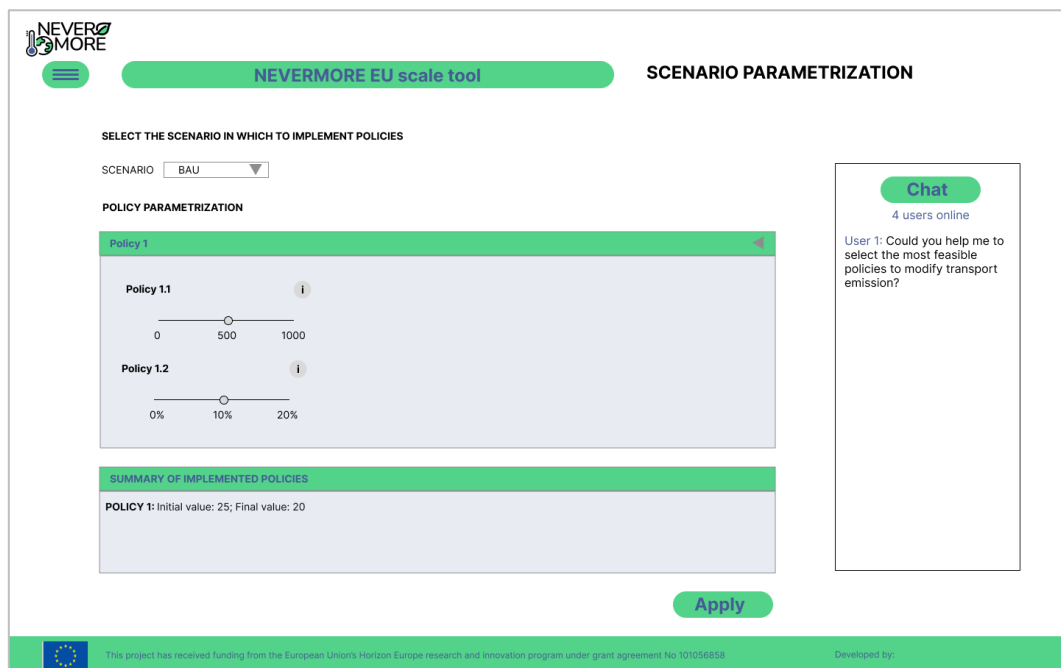 NEVER
MORE
NEVERMORE EU scale tool
SCENARIO PARAMETRIZATION
SELECT THE SCENARIO IN WHICH TO IMPLEMENT POLICIES
SCENARIO BAU
POLICY PARAMETRIZATION
Policy 1
Policy 1.1 i
0 500 1000
Policy 1.2 i
0% 10% 20%
SUMMARY OF IMPLEMENTED POLICIES
POLICY 1: Initial value: 25; Final value: 20
Apply
Chat
4 users online
User 1: Could you help me to
select the most feasible
policies to modify transport
emission?
This project has received funding from the European Union's Horizon Europe research and innovation program under grant agreement No 101056858
Developed by: